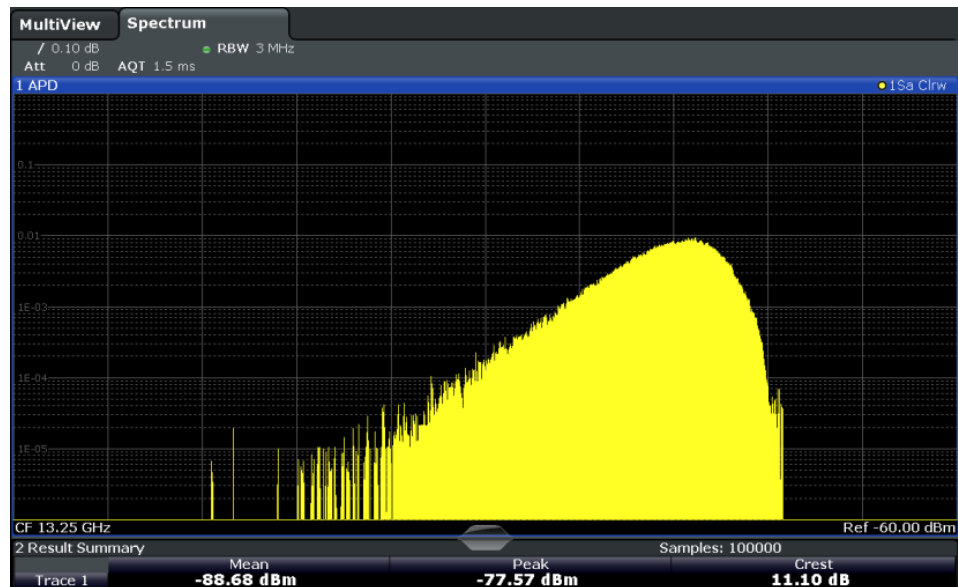 MultiView Spectrum
/ 0.10 dB RBW 3 MHz
Att 0 dB AQT 1.5 ms
1 APD 1Sa Clrw
0.1
0.01
1E-03
1E-04
1E-05
CF 13.25 GHz Ref -60.00 dBm
2 Result Summary Samples: 100000
Mean Peak Crest
Trace 1 -88.68 dBm -77.57 dBm 11.10 dB